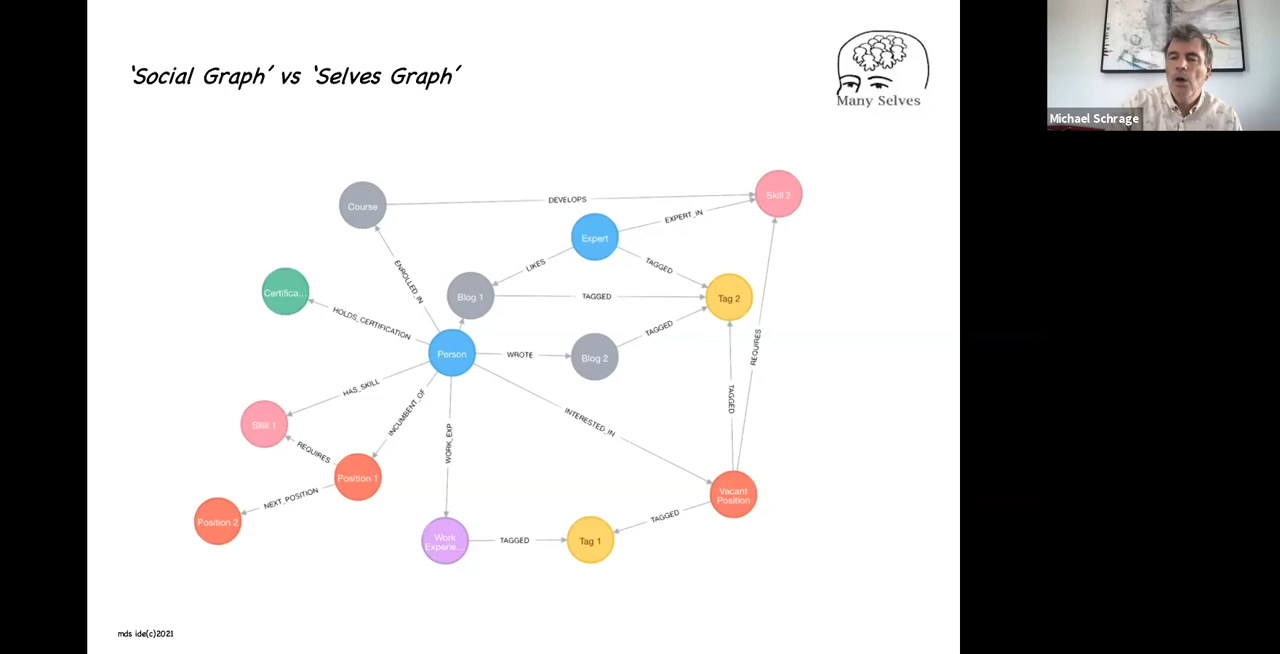 'Social Graph' vs 'Selves Graph'
Many Selves
Michael Schrage
Course
DEVELOPS
Skill 2
EXPERT_IN
Expert
TAGGED
LIKES
ENROLLED_IN
Certifica...
Blog 1
TAGGED
Tag 2
HOLDS_CERTIFICATION
TAGGED
Person
WROTE
Blog 2
REQUIRES
HAS_SKILL
INCUMBENT_OF
TAGGED
INTERESTED_IN
Skill 1
WORK_EXP
REQUIRES
Position 1
NEXT_POSITION
Vacant
Position
Position 2
TAGGED
Work
Experie...
TAGGED
Tag 1
mds ide(c)2021